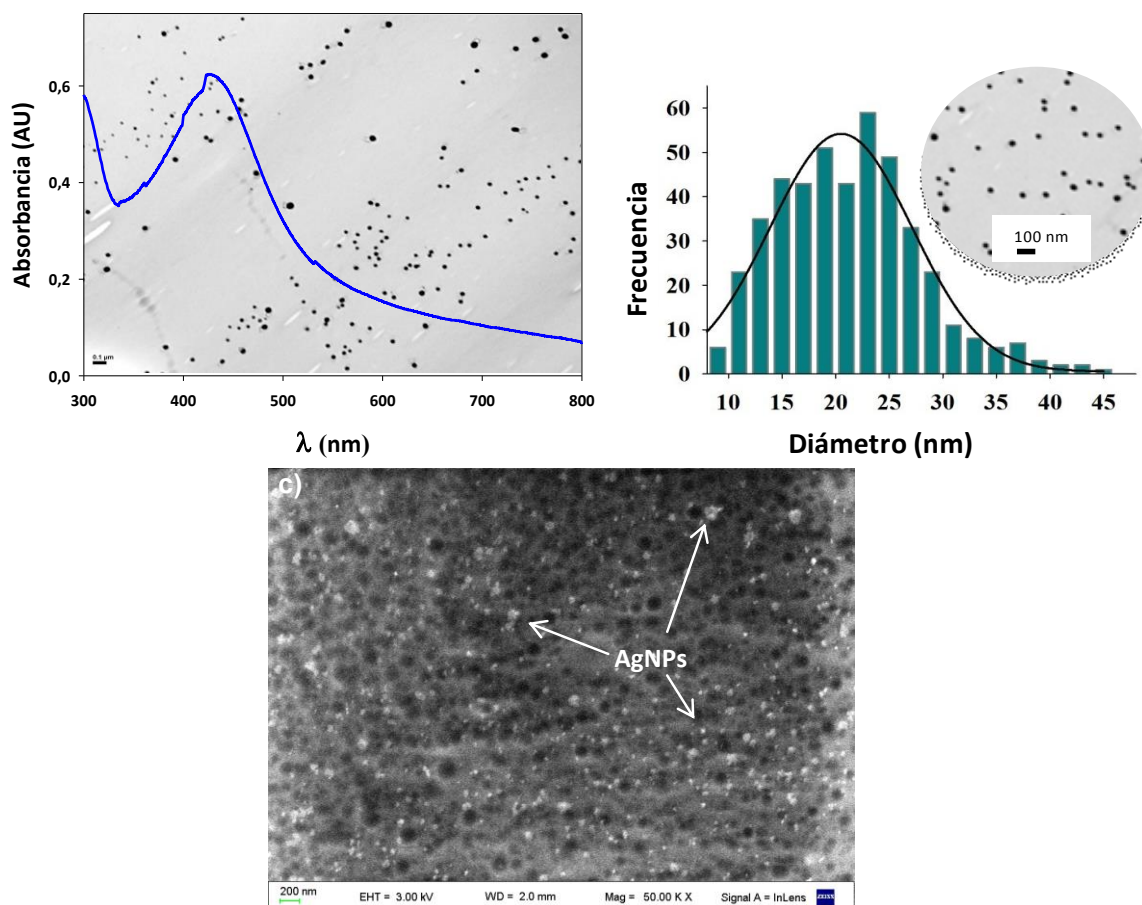 Absorbancia (AU)
0,6
0,4
0,2
0,0
300 400 500 600 700 800
λ (nm)
0.1 µm
Frecuencia
60
50
40
30
20
10
0
10 15 20 25 30 35 40 45
Diámetro (nm)
100 nm
c)
AgNPs
200 nm EHT = 3.00 kV WD = 2.0 mm Mag = 50.00 K X Signal A = InLens ZEISS